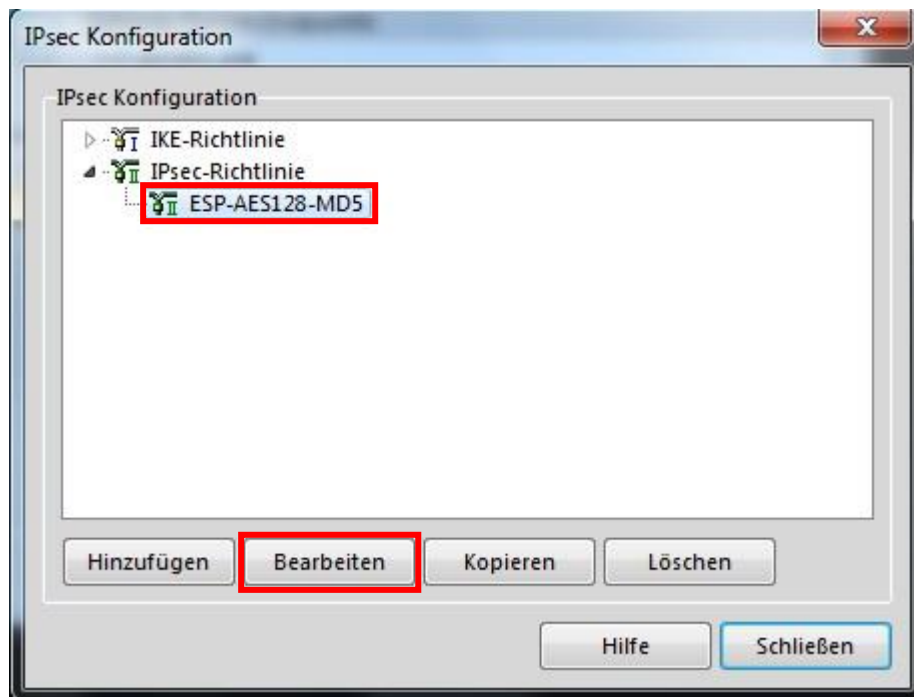 IPsec Konfiguration
IPsec Konfiguration
IKE-Richtlinie
IPsec-Richtlinie
ESP-AES128-MD5
Hinzufügen Bearbeiten Kopieren Löschen
Hilfe Schließen